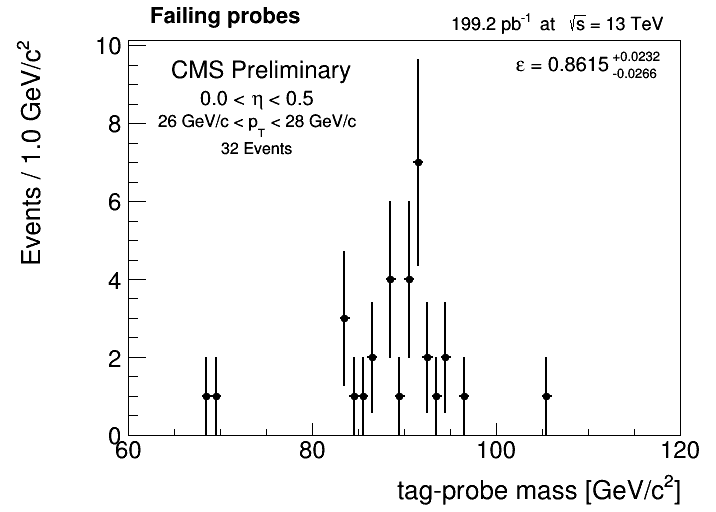 Failing probes
199.2 pb⁻¹ at √s = 13 TeV
CMS Preliminary
0.0 < η < 0.5
26 GeV/c < p_T < 28 GeV/c
32 Events
ε = 0.8615 +0.0232 -0.0266
Events / 1.0 GeV/c²
10
8
6
4
2
0
60 80 100 120
tag-probe mass [GeV/c²]